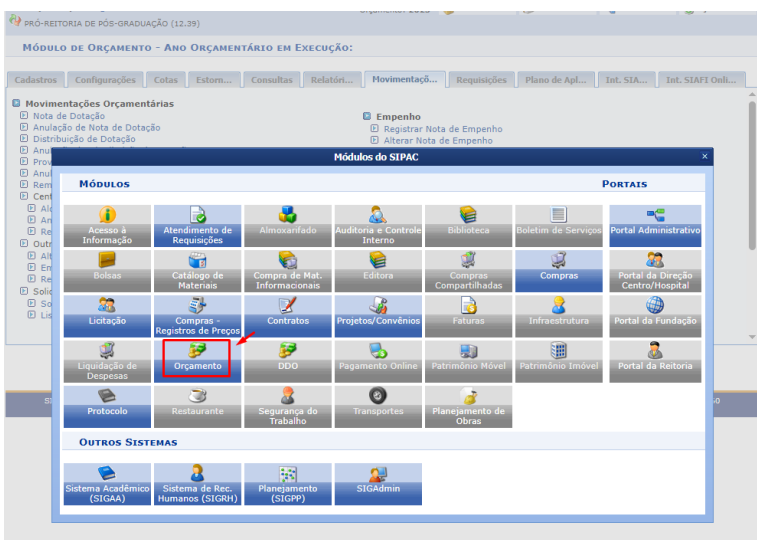 PRÓ-REITORIA DE PÓS-GRADUAÇÃO (12.39)
MÓDULO DE ORÇAMENTO - ANO ORÇAMENTÁRIO EM EXECUÇÃO:
Cadastros Configurações Cotas Estorn... Consultas Relatóri... Movimentaçõ... Requisições Plano de Apl... Int. SIA... Int. SIAFI Onli...
Movimentações Orçamentárias
Nota de Dotação
Anulação de Nota de Dotação
Distribuição de Dotação
Empenho
Registrar Nota de Empenho
Alterar Nota de Empenho
Módulos do SIPAC ×
MÓDULOS
PORTAIS
Acesso à Informação
Atendimento de Requisições
Almoxarifado
Auditoria e Controle Interno
Biblioteca
Boletim de Serviços
Portal Administrativo
Bolsas
Catálogo de Materiais
Compra de Mat. Informacionais
Editora
Compras Compartilhadas
Compras
Portal da Direção Centro/Hospital
Licitação
Compras - Registros de Preços
Contratos
Projetos/Convênios
Faturas
Infraestrutura
Portal da Fundação
Liquidação de Despesas
Orçamento
DDO
Pagamento Online
Patrimônio Móvel
Patrimônio Imóvel
Portal da Reitoria
Protocolo
Restaurante
Segurança do Trabalho
Transportes
Planejamento de Obras
OUTROS SISTEMAS
Sistema Acadêmico (SIGAA)
Sistema de Rec. Humanos (SIGRH)
Planejamento (SIGPP)
SIGAdmin